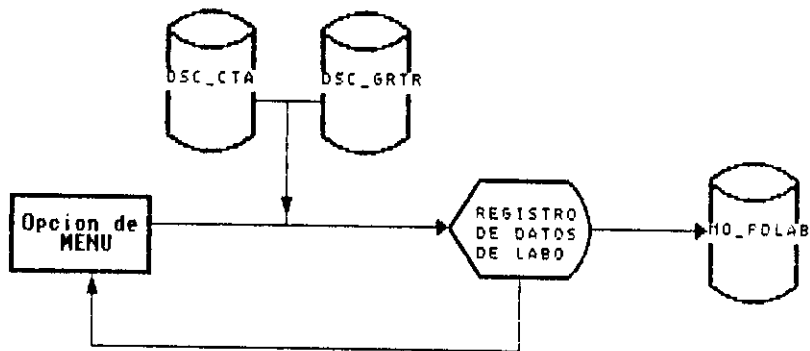 DSC_CTA
DSC_GRTR
Opcion de
MENU
REGISTRO
DE DATOS
DE LABO
MO_FDLAB